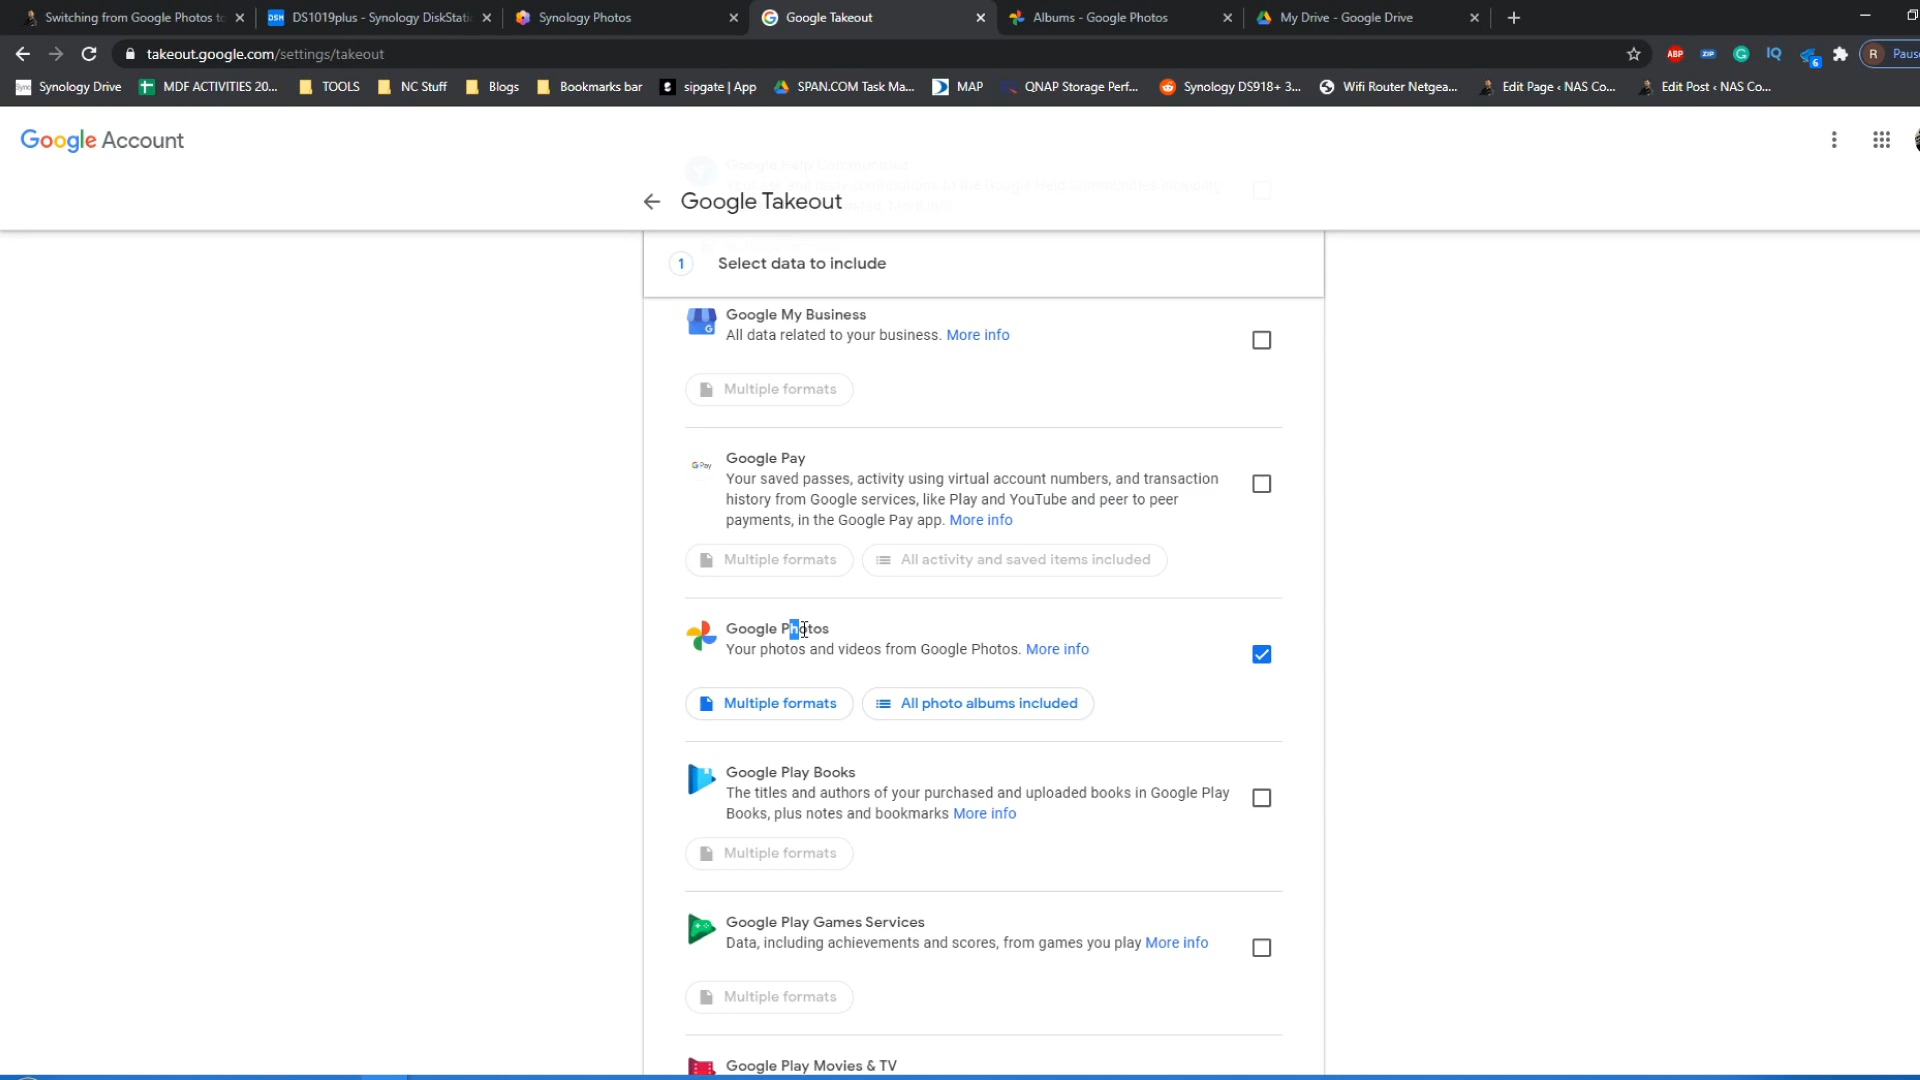 Switching from Google Photos to
DS1019plus - Synology DiskStati
Synology Photos
Google Takeout
Albums - Google Photos
My Drive - Google Drive
takeout.google.com/settings/takeout
ABP
ZIP
G
IQ
6
R
Paus
Synology Drive
MDF ACTIVITIES 20...
TOOLS
NC Stuff
Blogs
Bookmarks bar
sipgate | App
SPAN.COM Task Ma...
MAP
QNAP Storage Perf...
Synology DS918+ 3...
Wifi Router Netgea...
Edit Page ‹ NAS Co...
Edit Post ‹ NAS Co...
Google Account
Google Takeout
1
Select data to include
Google My Business
All data related to your business. More info
Multiple formats
G Pay
Google Pay
Your saved passes, activity using virtual account numbers, and transaction
history from Google services, like Play and YouTube and peer to peer
payments, in the Google Pay app. More info
Multiple formats
All activity and saved items included
Google Photos
Your photos and videos from Google Photos. More info
Multiple formats
All photo albums included
Google Play Books
The titles and authors of your purchased and uploaded books in Google Play
Books, plus notes and bookmarks More info
Multiple formats
Google Play Games Services
Data, including achievements and scores, from games you play More info
Multiple formats
Google Play Movies & TV